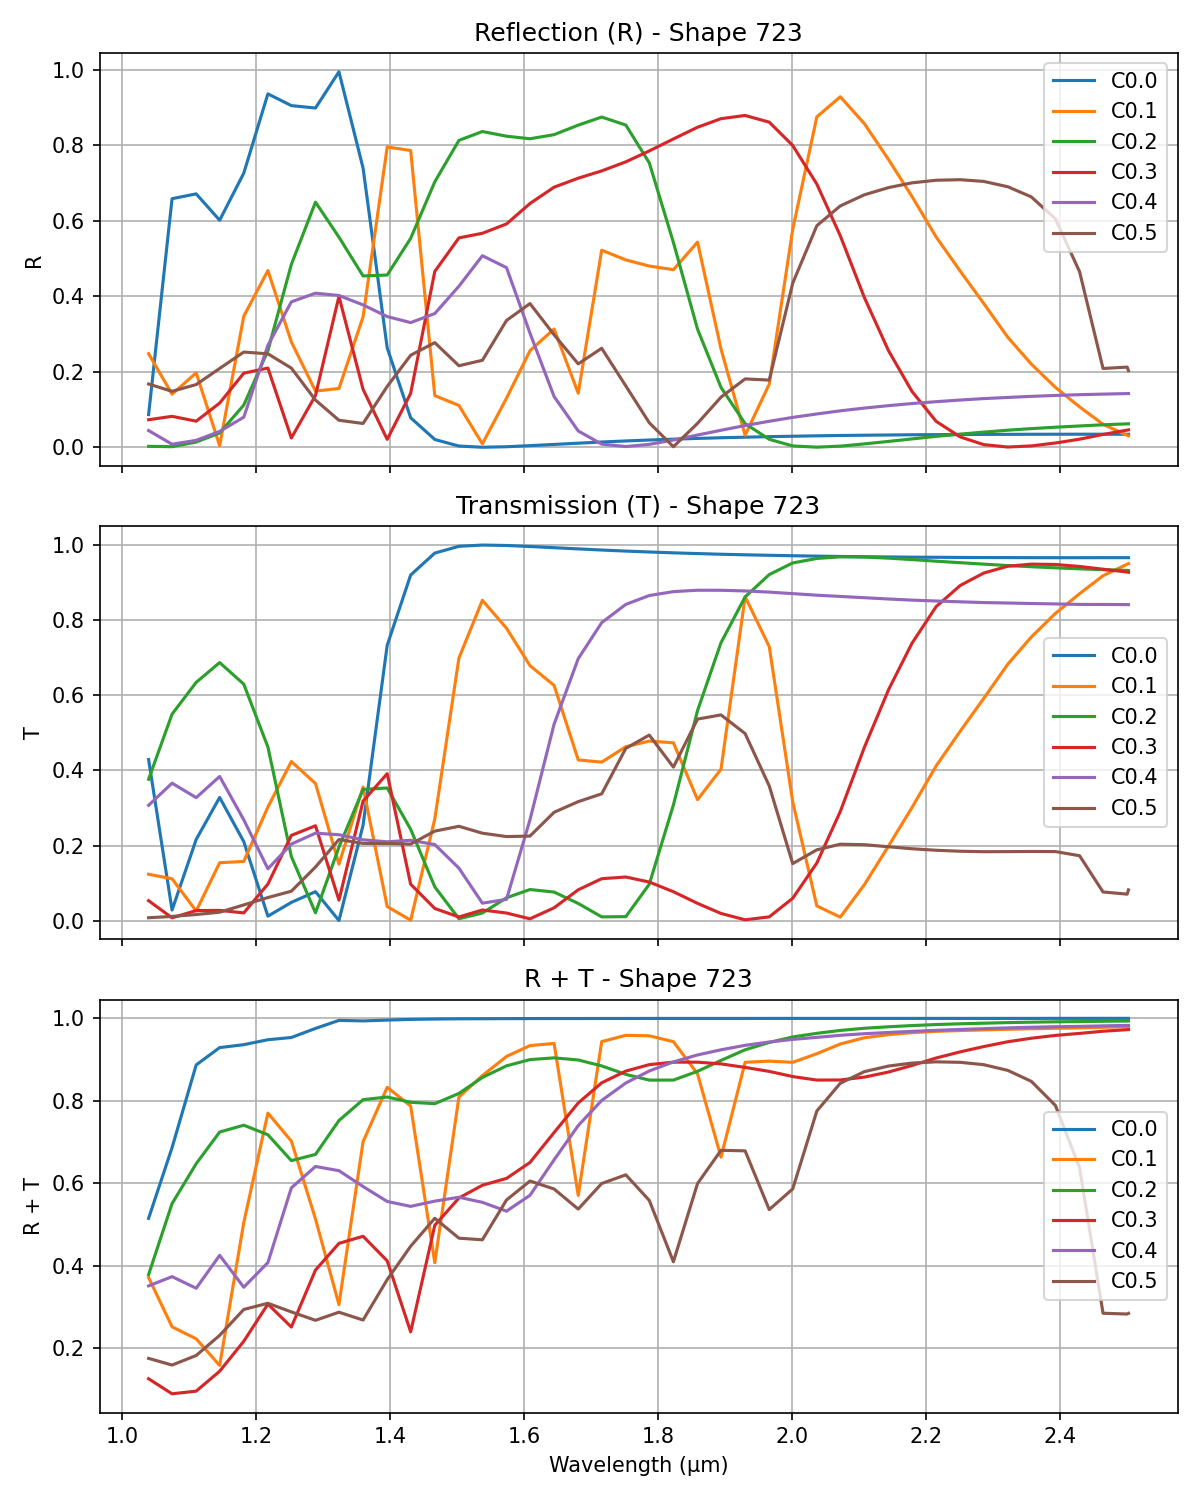 Reflection (R) - Shape 723
1.0
0.8
0.6
0.4
0.2
0.0
R
C0.0
C0.1
C0.2
C0.3
C0.4
C0.5
Transmission (T) - Shape 723
1.0
0.8
0.6
0.4
0.2
0.0
T
C0.0
C0.1
C0.2
C0.3
C0.4
C0.5
R + T - Shape 723
1.0
0.8
0.6
0.4
0.2
R + T
C0.0
C0.1
C0.2
C0.3
C0.4
C0.5
1.0 1.2 1.4 1.6 1.8 2.0 2.2 2.4
Wavelength (μm)